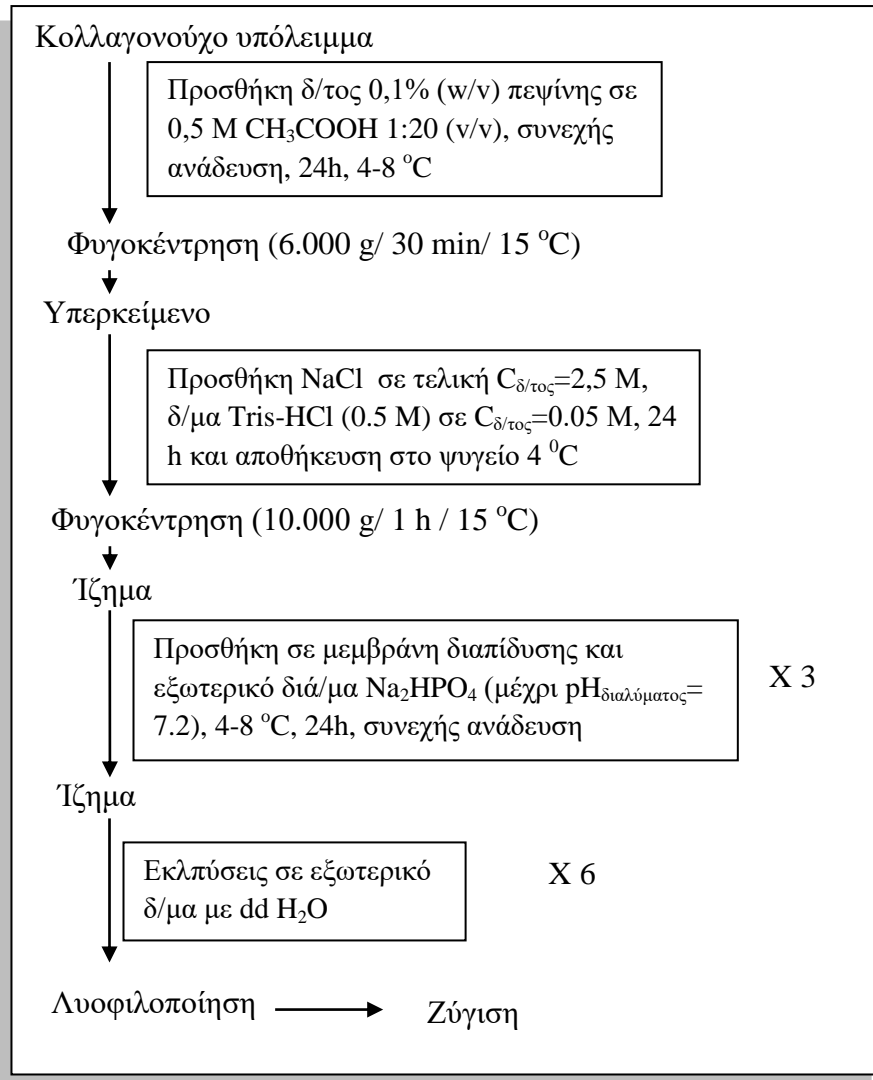 Κολλαγονούχο υπόλειμμα
Προσθήκη δ/τος 0,1% (w/v) πεψίνης σε
0,5 M CH₃COOH 1:20 (v/v), συνεχής
ανάδευση, 24h, 4-8 °C
Φυγοκέντρηση (6.000 g/ 30 min/ 15 °C)
Υπερκείμενο
Προσθήκη NaCl σε τελική Cδ/τος=2,5 M,
δ/μα Tris-HCl (0.5 M) σε Cδ/τος=0.05 M, 24
h και αποθήκευση στο ψυγείο 4 ⁰C
Φυγοκέντρηση (10.000 g/ 1 h / 15 °C)
Ίζημα
Προσθήκη σε μεμβράνη διαπίδυσης και
εξωτερικό διά/μα Na₂HPO₄ (μέχρι pHδιαλύματος=
7.2), 4-8 °C, 24h, συνεχής ανάδευση
X 3
Ίζημα
Εκλπύσεις σε εξωτερικό
δ/μα με dd H₂O
X 6
Λυοφιλοποίηση
Ζύγιση